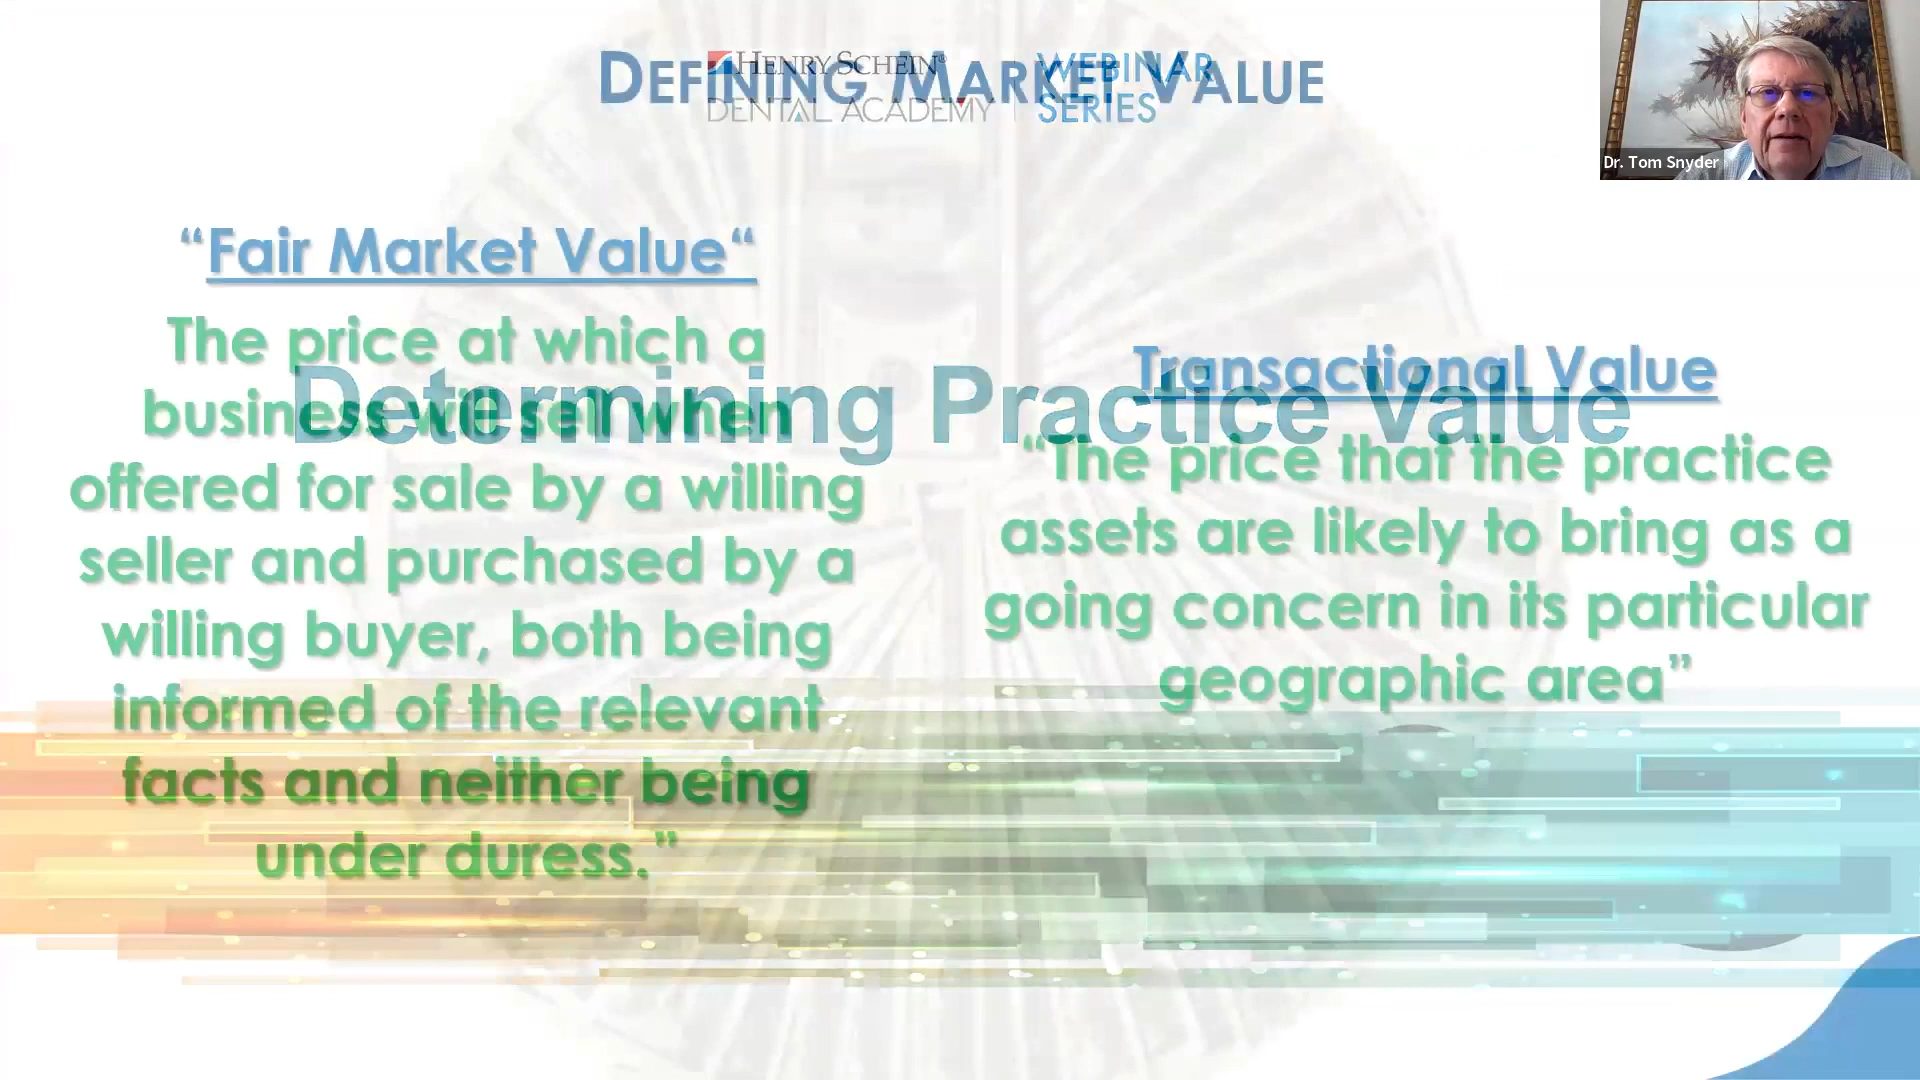 DEFINING MARKET VALUE
HENRY SCHEIN®
DENTAL ACADEMY
WEBINAR
SERIES
Dr. Tom Snyder
“Fair Market Value“
The price at which a
business will sell when
offered for sale by a willing
seller and purchased by a
willing buyer, both being
informed of the relevant
facts and neither being
under duress.”
Determining Practice Value
Transactional Value
“The price that the practice
assets are likely to bring as a
going concern in its particular
geographic area”